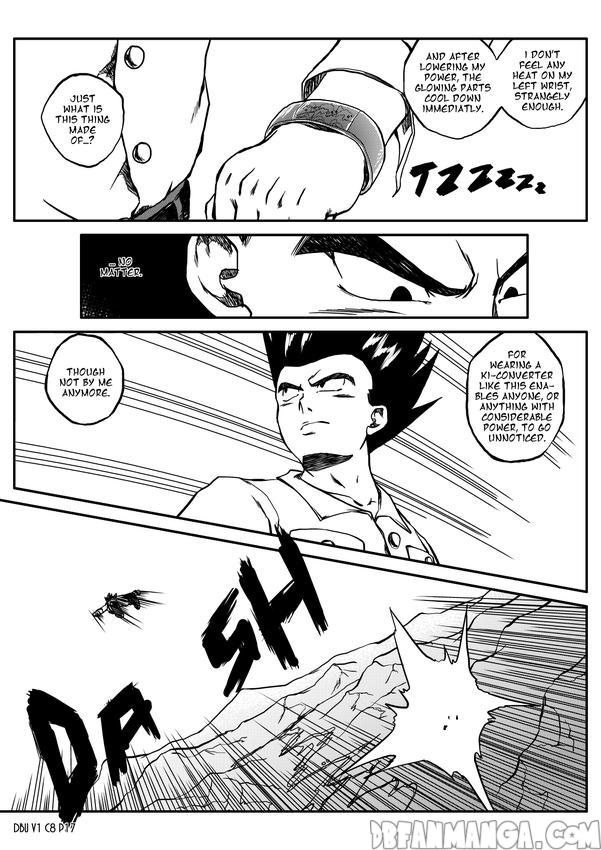 I DON'T
FEEL ANY
HEAT ON MY
LEFT WRIST,
STRANGELY
ENOUGH.
AND AFTER
LOWERING MY
POWER, THE
GLOWING PARTS
COOL DOWN
IMMEDIATELY.
JUST
WHAT IS
THIS THING
MADE
OF...?
TZZZZZZ
... NO
MATTER.
FOR
WEARING A
KI-CONVERTER
LIKE THIS ENA-
BLES ANYONE, OR
ANYTHING WITH
CONSIDERABLE
POWER, TO GO
UNNOTICED.
THOUGH
NOT BY ME
ANYMORE.
DASH
DBU V1 C8 P17
DBFANMANGA.COM